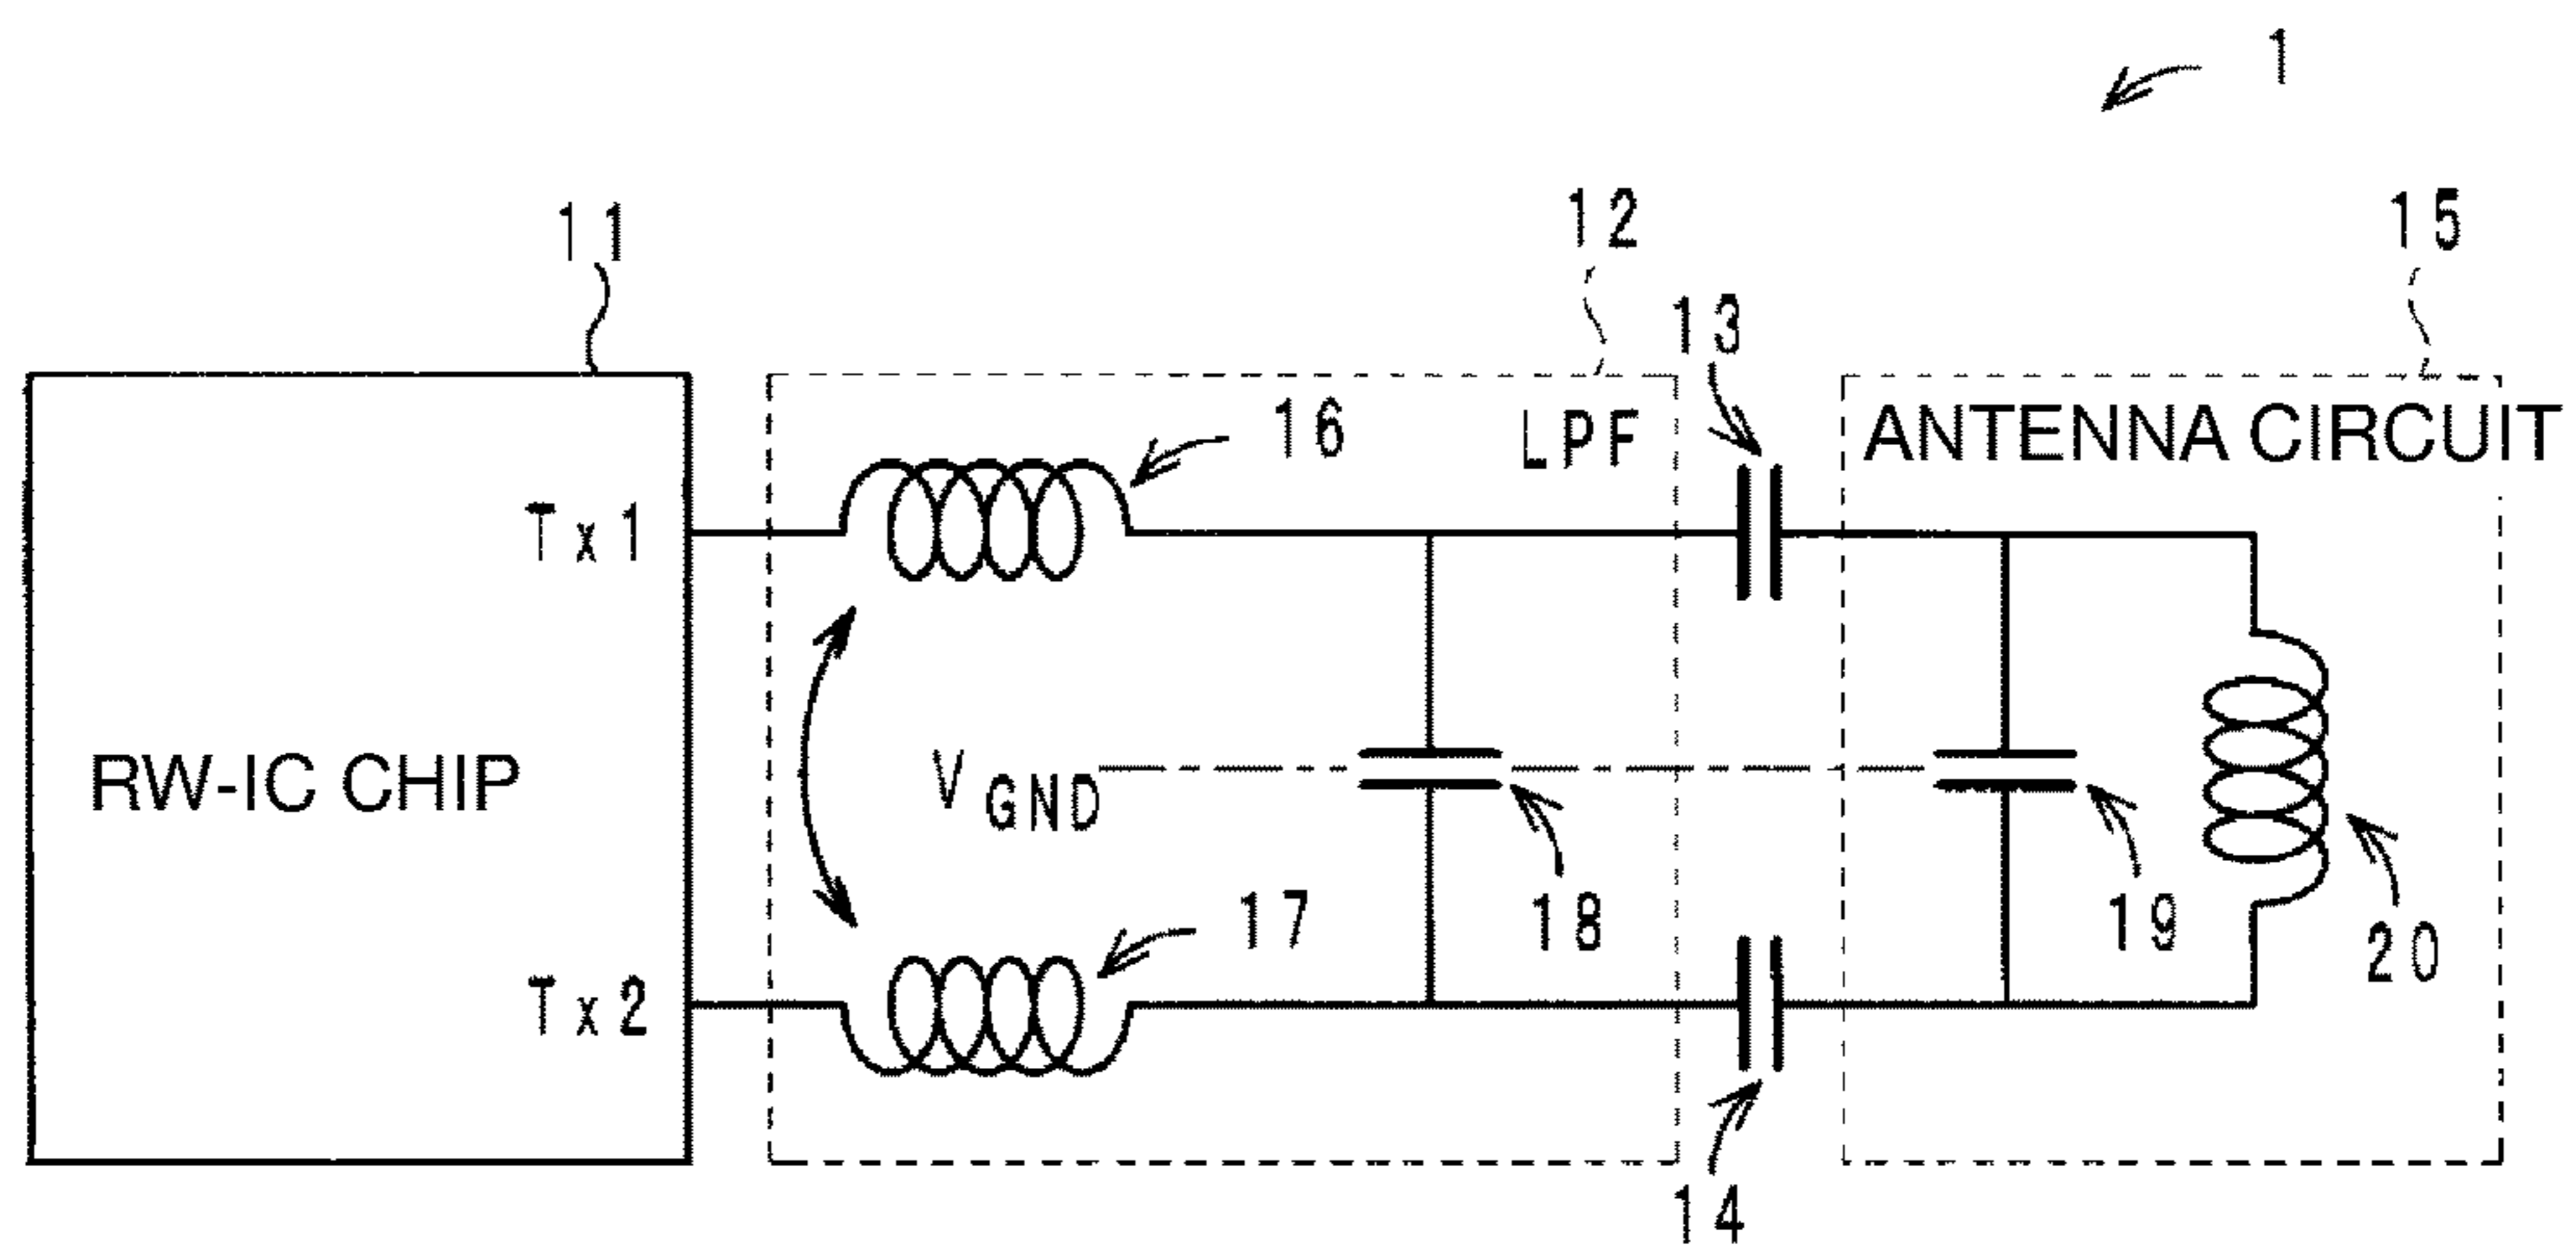 1
11
12
15
13
16
LPF
ANTENNA CIRCUIT
Tx1
RW-IC CHIP
VGND
17
18
19
20
Tx2
14